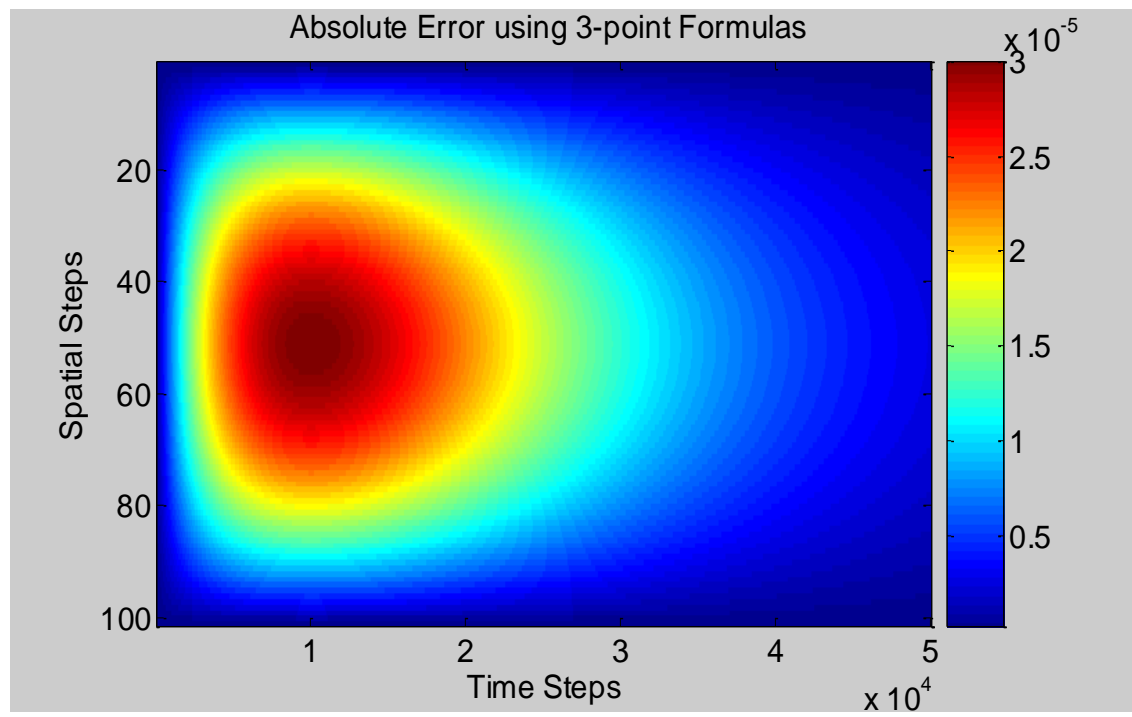 Absolute Error using 3-point Formulas
x 10^-5
3
2.5
2
1.5
1
0.5
Spatial Steps
20
40
60
80
100
1 2 3 4 5
Time Steps
x 10^4